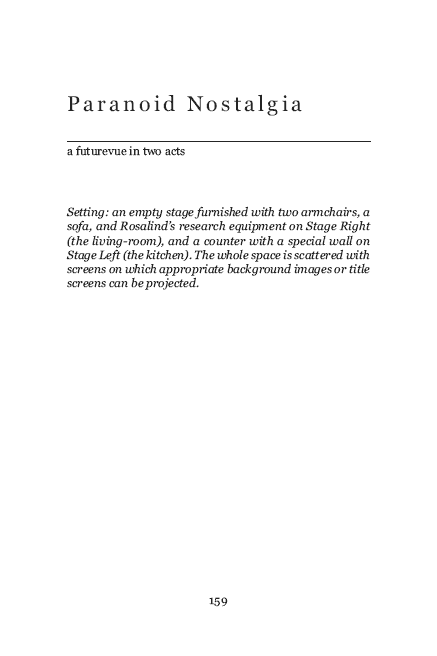 Paranoid Nostalgia
a futurevue in two acts
Setting: an empty stage furnished with two armchairs, a
sofa, and Rosalind’s research equipment on Stage Right
(the living-room), and a counter with a special wall on
Stage Left (the kitchen). The whole space is scattered with
screens on which appropriate background images or title
screens can be projected.
159